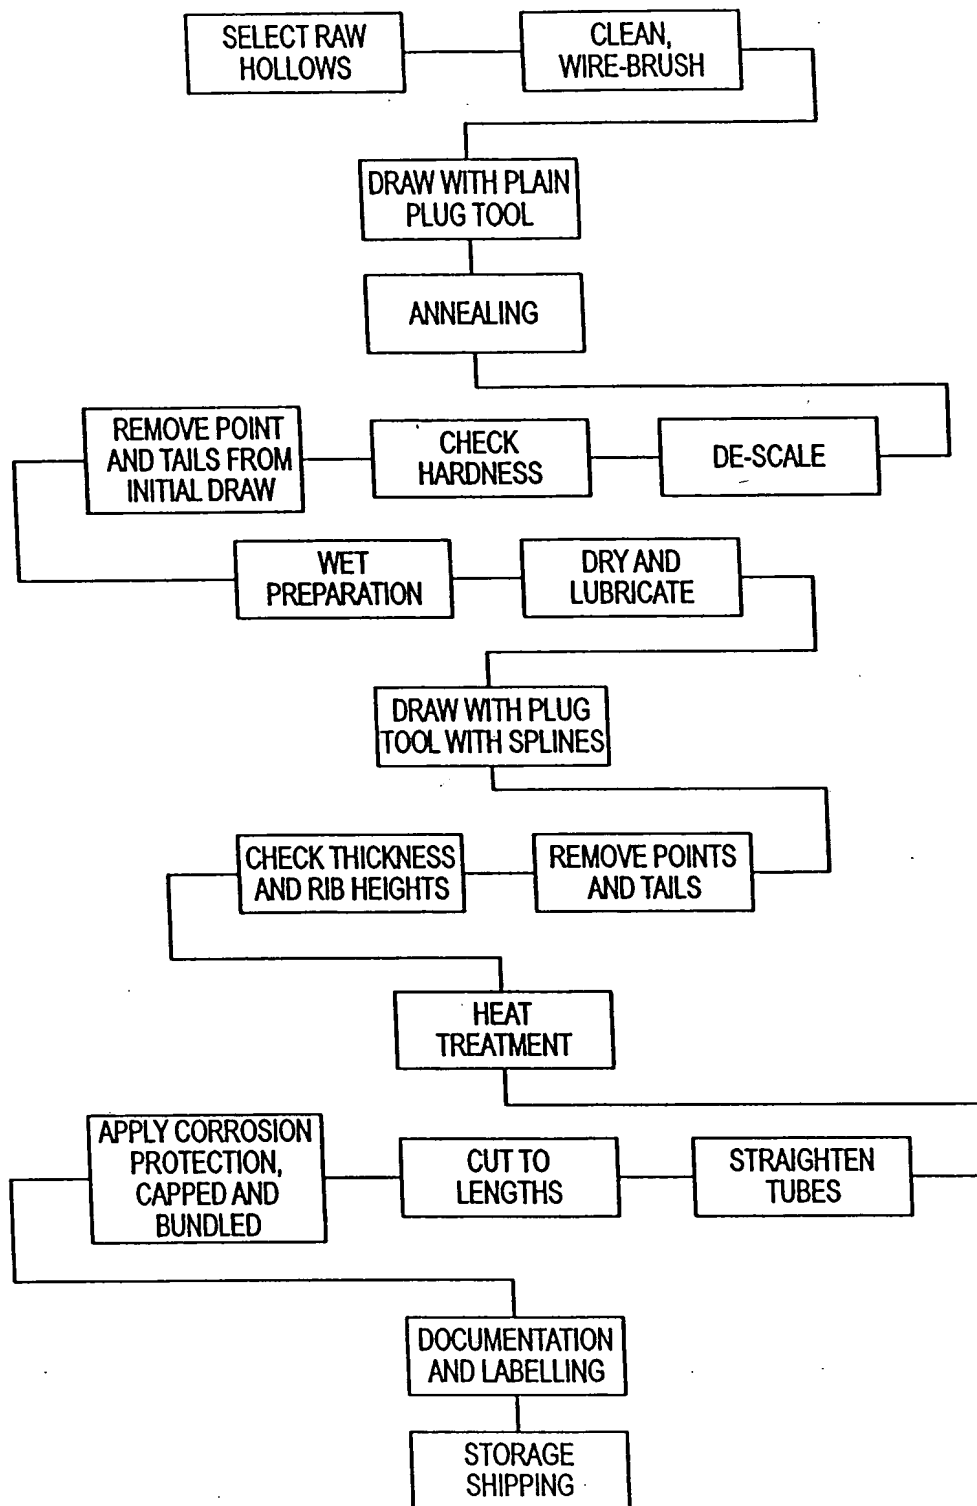 SELECT RAW
HOLLOWS
CLEAN,
WIRE-BRUSH
DRAW WITH PLAIN
PLUG TOOL
ANNEALING
REMOVE POINT
AND TAILS FROM
INITIAL DRAW
CHECK
HARDNESS
DE-SCALE
WET
PREPARATION
DRY AND
LUBRICATE
DRAW WITH PLUG
TOOL WITH SPLINES
CHECK THICKNESS
AND RIB HEIGHTS
REMOVE POINTS
AND TAILS
HEAT
TREATMENT
APPLY CORROSION
PROTECTION,
CAPPED AND
BUNDLED
CUT TO
LENGTHS
STRAIGHTEN
TUBES
DOCUMENTATION
AND LABELLING
STORAGE
SHIPPING